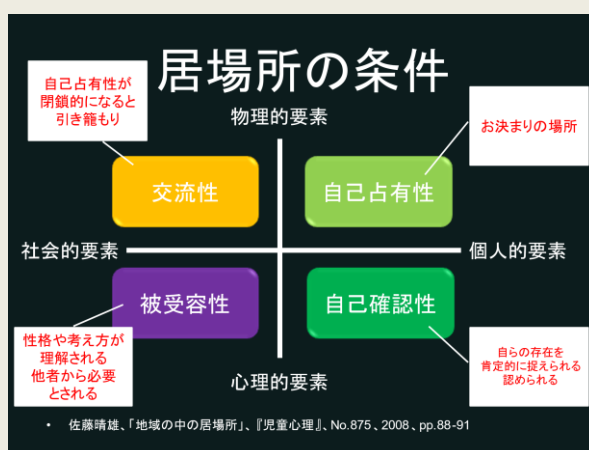 居場所の条件
自己占有性が
閉鎖的になると
引き籠もり
物理的要素
お決まりの場所
交流性
自己占有性
社会的要素
個人的要素
被受容性
自己確認性
性格や考え方が
理解される
他者から必要
とされる
心理的要素
自らの存在を
肯定的に捉えられる
認められる
• 佐藤晴雄、「地域の中の居場所」、『児童心理』、No.875、2008、pp.88-91